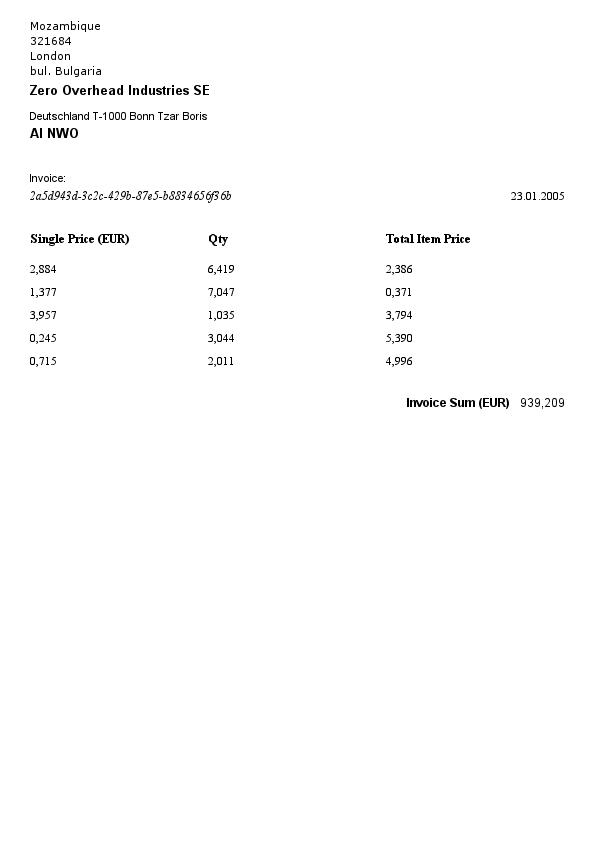 Mozambique
321684
London
bul. Bulgaria
Zero Overhead Industries SE
Deutschland T-1000 Bonn Tzar Boris
AI NWO
Invoice:
2a5d943d-3c2c-429b-87e5-b8834656f36b 23.01.2005
Single Price (EUR) Qty Total Item Price
2,884 6,419 2,386
1,377 7,047 0,371
3,957 1,035 3,794
0,245 3,044 5,390
0,715 2,011 4,996
Invoice Sum (EUR) 939,209